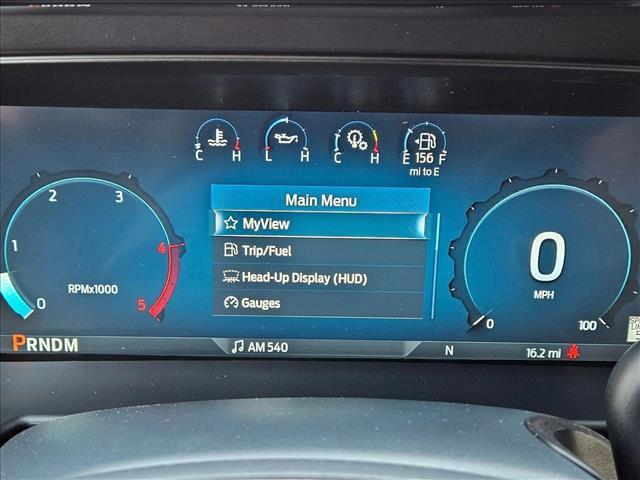 C H
L H
C H
E 156 F
mi to E
Main Menu
MyView
Trip/Fuel
Head-Up Display (HUD)
Gauges
0 1 2 3 4 5
RPMx1000
0
MPH
0 100
PRNDM
AM 540
N
16.2 mi